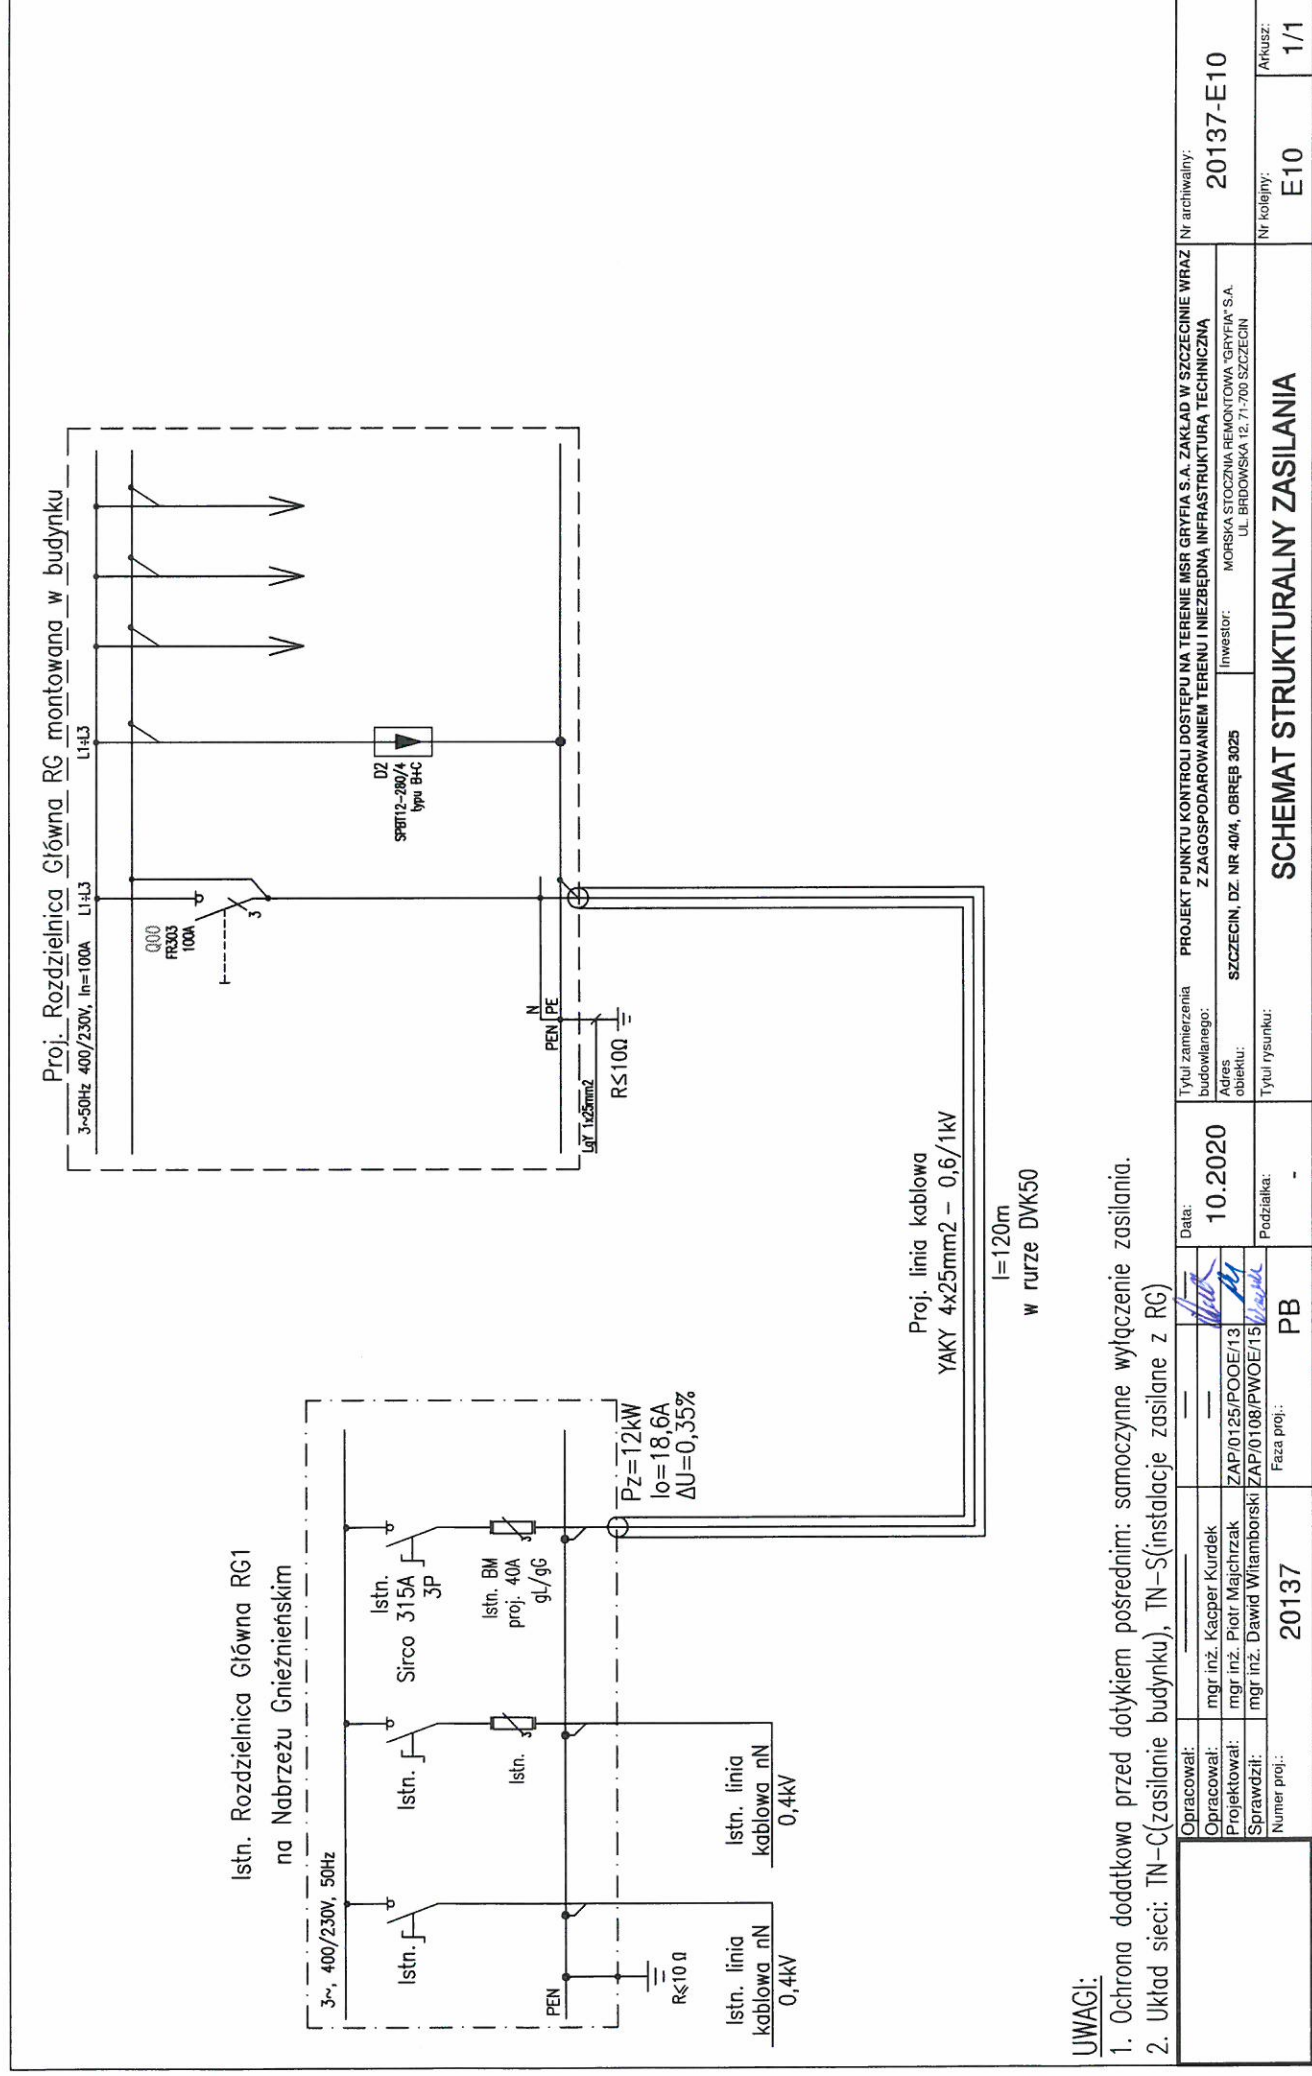 Proj. Rozdzielnica Główna RG montowana w budynku
3~50Hz 400/230V, In=100A
L1÷L3
L1÷L3
Q00
FR303
100A
3
D2
SPBT12-280/4
typu B+C
N
PEN
PE
LgY 1x25mm2
R≤10Ω
Istn. Rozdzielnica Główna RG1
na Nabrzeżu Gnieźnieńskim
3~, 400/230V, 50Hz
Istn.
Istn.
Istn.
Sirco 315A
3P
Istn.
3
Istn. BM
proj. 40A
gL/gG
3
PEN
R≤10Ω
Pz=12kW
Io=18,6A
ΔU=0,35%
Istn. linia
kablowa nN
0,4kV
Istn. linia
kablowa nN
0,4kV
Proj. linia kablowa
YAKY 4x25mm2 – 0,6/1kV
l=120m
w rurze DVK50
UWAGI:
1. Ochrona dodatkowa przed dotykiem pośrednim: samoczynne wyłączenie zasilania.
2. Układ sieci: TN–C(zasilanie budynku), TN–S(instalacje zasilane z RG)
Opracował:
Opracował: mgr inż. Kacper Kurdek
Projektował: mgr inż. Piotr Majchrzak ZAP/0125/POOE/13
Sprawdził: mgr inż. Dawid Witamborski ZAP/0108/PWOE/15
Numer proj.: 20137
Faza proj.: PB
Data: 10.2020
Podziałka: -
Tytuł zamierzenia
budowlanego:
PROJEKT PUNKTU KONTROLI DOSTĘPU NA TERENIE MSR GRYFIA S.A. ZAKŁAD W SZCZECINIE WRAZ
Z ZAGOSPODAROWANIEM TERENU I NIEZBĘDNĄ INFRASTRUKTURĄ TECHNICZNĄ
Adres
obiektu:
SZCZECIN, DZ. NR 40/4, OBRĘB 3025
Inwestor:
MORSKA STOCZNIA REMONTOWA "GRYFIA" S.A.
UL. BRDOWSKA 12, 71-700 SZCZECIN
Tytuł rysunku:
SCHEMAT STRUKTURALNY ZASILANIA
Nr archiwalny:
20137-E10
Nr kolejny:
E10
Arkusz:
1/1